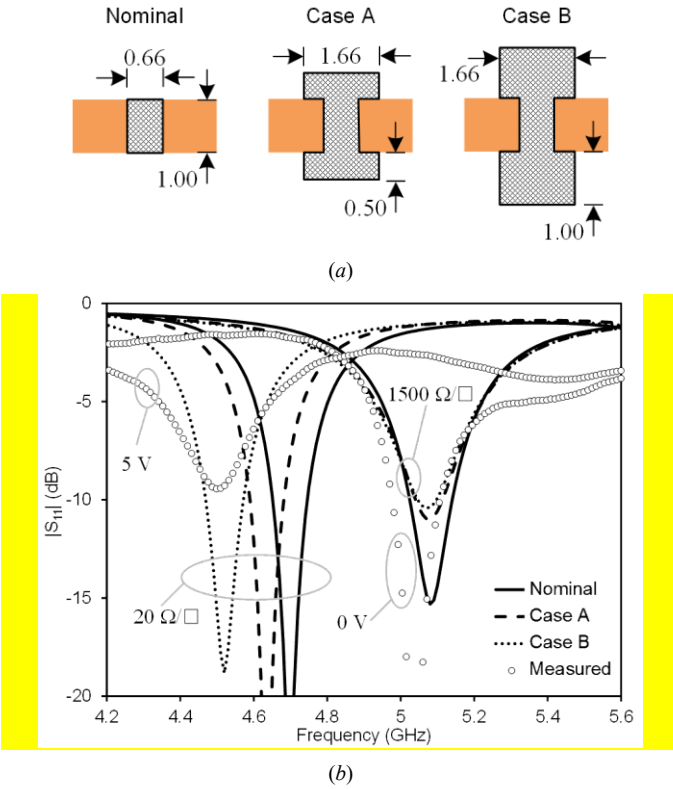 Nominal Case A Case B
0.66 1.66 1.66
1.00 0.50 1.00
(a)
0
-5
-10
-15
-20
|S11| (dB)
4.2 4.4 4.6 4.8 5 5.2 5.4 5.6
Frequency (GHz)
1500 Ω/□
5 V
20 Ω/□
0 V
Nominal
Case A
Case B
Measured
(b)